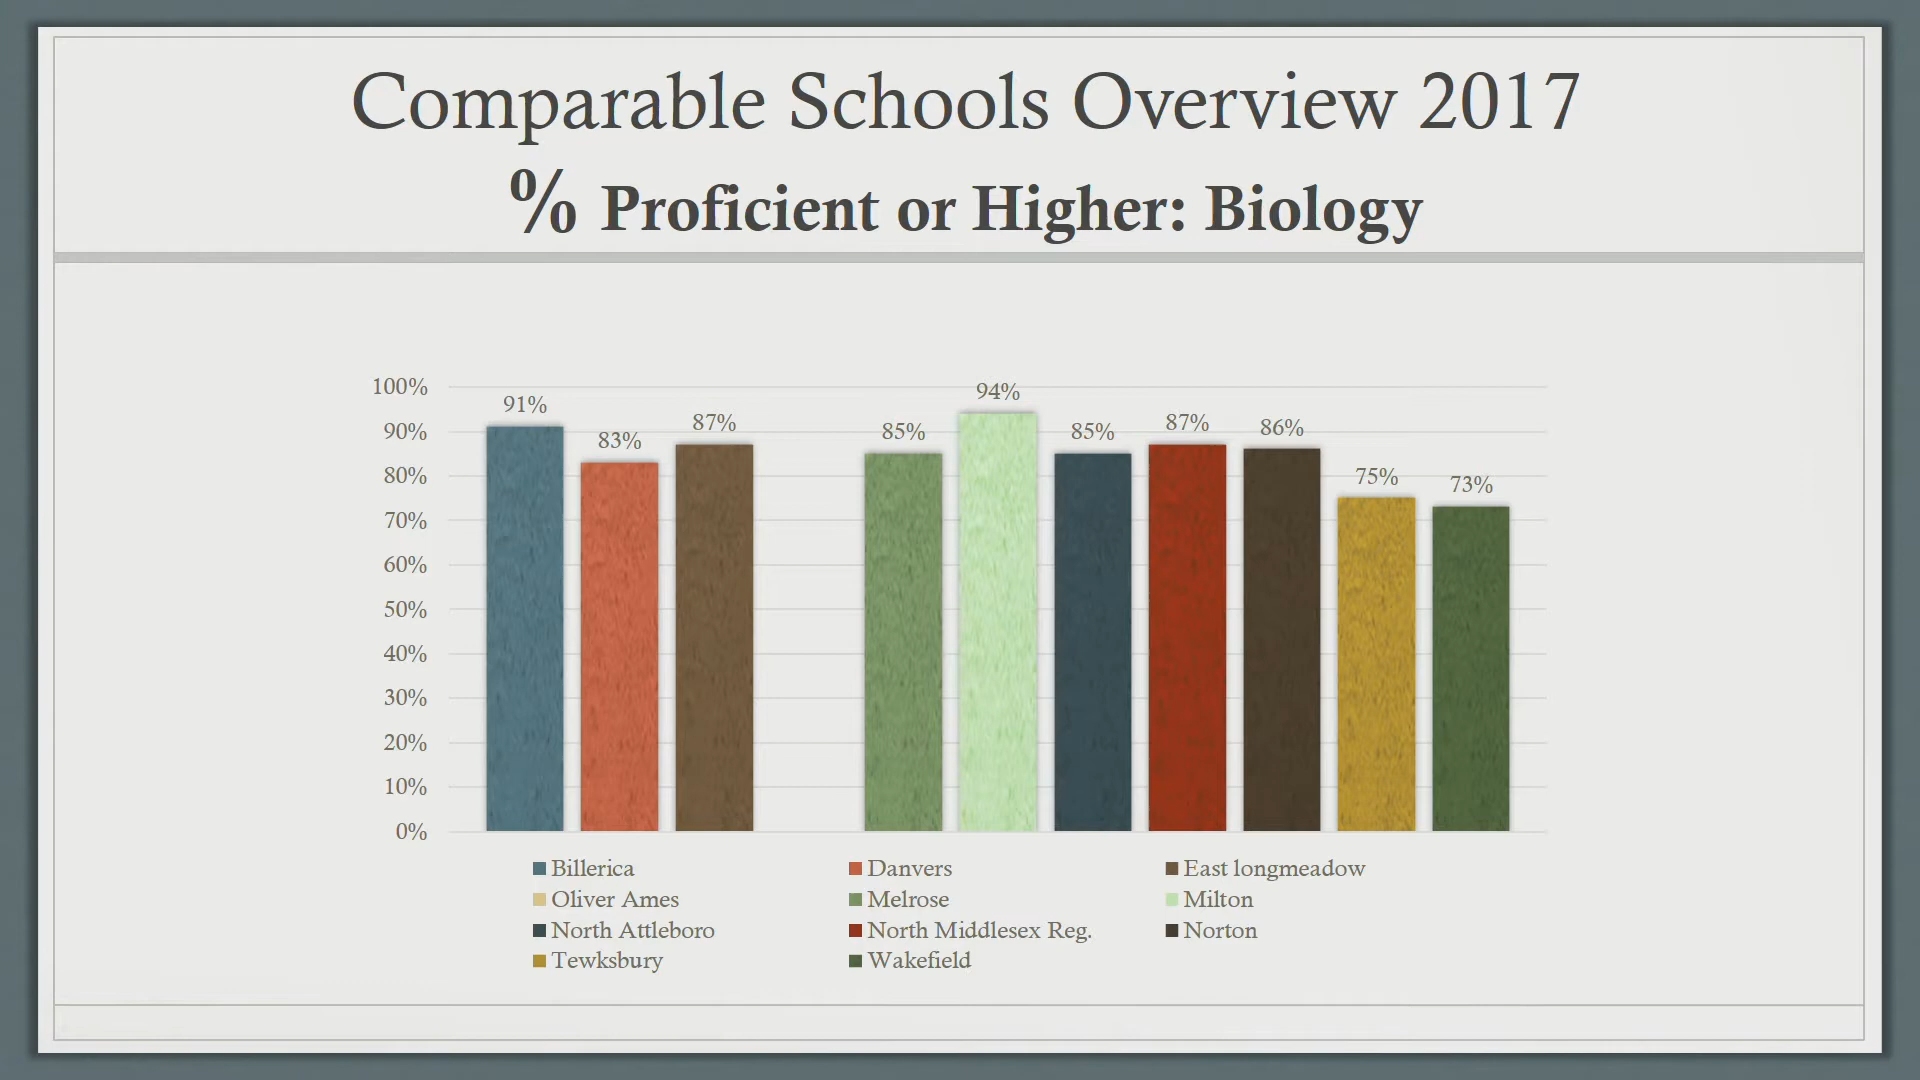 Comparable Schools Overview 2017
% Proficient or Higher: Biology
100%
90%
80%
70%
60%
50%
40%
30%
20%
10%
0%
91%
83%
87%
85%
94%
85%
87%
86%
75%
73%
Billerica
Danvers
East longmeadow
Oliver Ames
Melrose
Milton
North Attleboro
North Middlesex Reg.
Norton
Tewksbury
Wakefield